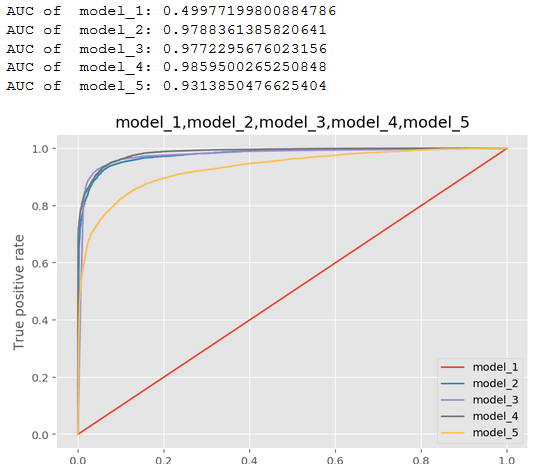 AUC of  model_1: 0.49977199800884786
AUC of  model_2: 0.9788361385820641
AUC of  model_3: 0.9772295676023156
AUC of  model_4: 0.9859500265250848
AUC of  model_5: 0.9313850476625404
model_1,model_2,model_3,model_4,model_5
True positive rate
1.0
0.8
0.6
0.4
0.2
0.0
model_1
model_2
model_3
model_4
model_5
0.0 0.2 0.4 0.6 0.8 1.0